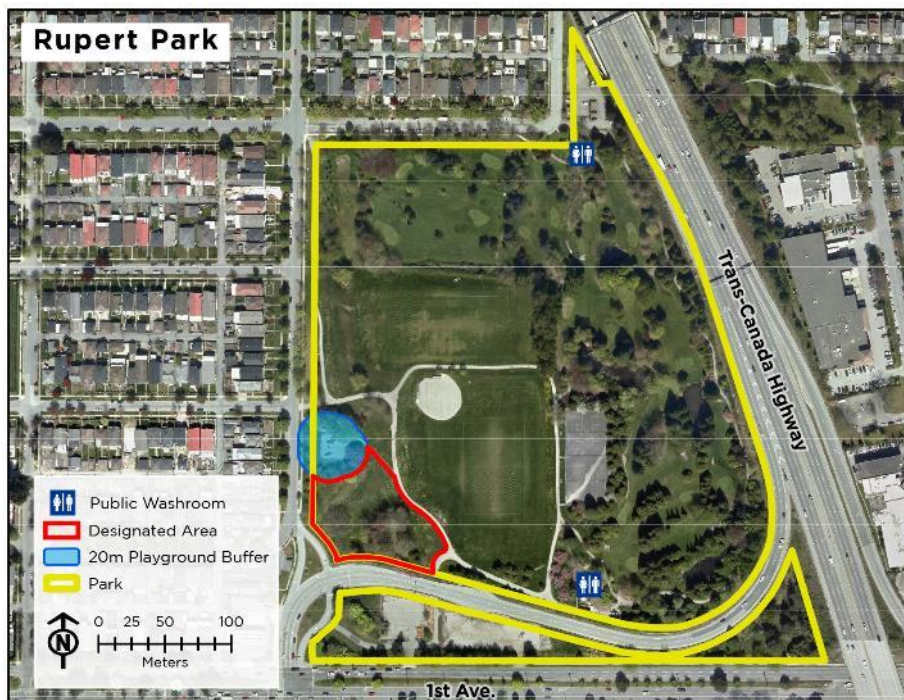 Rupert Park
Trans-Canada Highway
Public Washroom
Designated Area
20m Playground Buffer
Park
N
0 25 50 100
Meters
1st Ave.